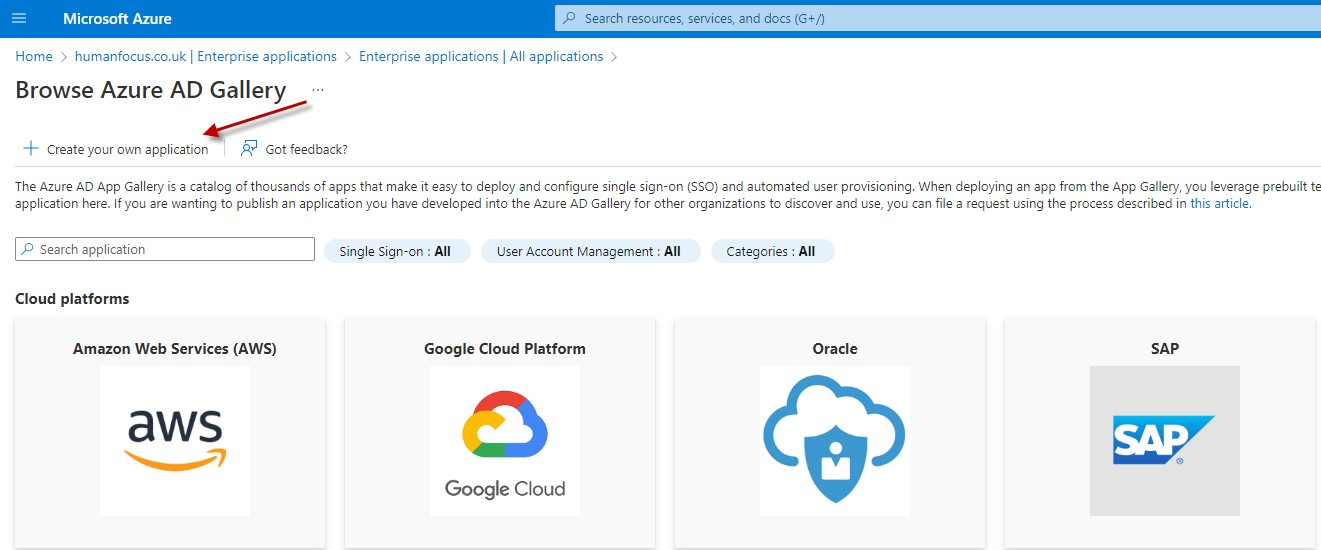 Microsoft Azure
Search resources, services, and docs (G+/)
Home > humanfocus.co.uk | Enterprise applications > Enterprise applications | All applications >
Browse Azure AD Gallery ...
+ Create your own application
Got feedback?
The Azure AD App Gallery is a catalog of thousands of apps that make it easy to deploy and configure single sign-on (SSO) and automated user provisioning. When deploying an app from the App Gallery, you leverage prebuilt te
application here. If you are wanting to publish an application you have developed into the Azure AD Gallery for other organizations to discover and use, you can file a request using the process described in this article.
Search application
Single Sign-on : All
User Account Management : All
Categories : All
Cloud platforms
Amazon Web Services (AWS)
aws
Google Cloud Platform
Google Cloud
Oracle
SAP
SAP®